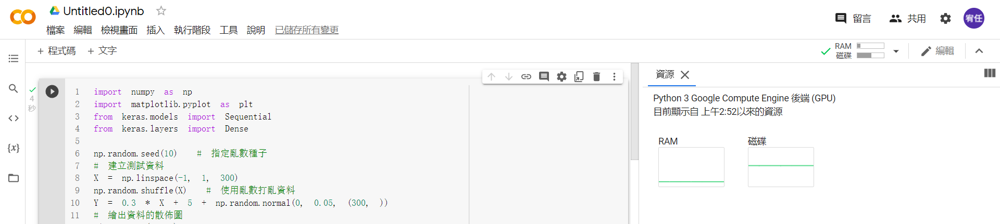 Untitled0.ipynb
檔案 編輯 檢視畫面 插入 執行階段 工具 說明 已儲存所有變更
留言 共用 宥任
+ 程式碼 + 文字
RAM
磁碟
編輯
資源
4
秒
1 import numpy as np
2 import matplotlib.pyplot as plt
3 from keras.models import Sequential
4 from keras.layers import Dense
5
6 np.random.seed(10) # 指定亂數種子
7 # 建立測試資料
8 X = np.linspace(-1, 1, 300)
9 np.random.shuffle(X) # 使用亂數打亂資料
10 Y = 0.3 * X + 5 + np.random.normal(0, 0.05, (300, ))
11 # 繪出資料的散佈圖
Python 3 Google Compute Engine 後端 (GPU)
目前顯示自 上午2:52以來的資源
RAM 磁碟